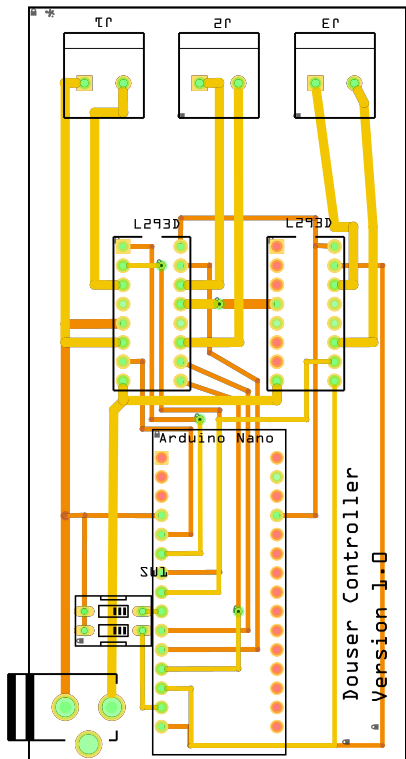 J1
J2
J3
L293D
L293D
Arduino Nano
SW1
Douser Controller
Version 1.0